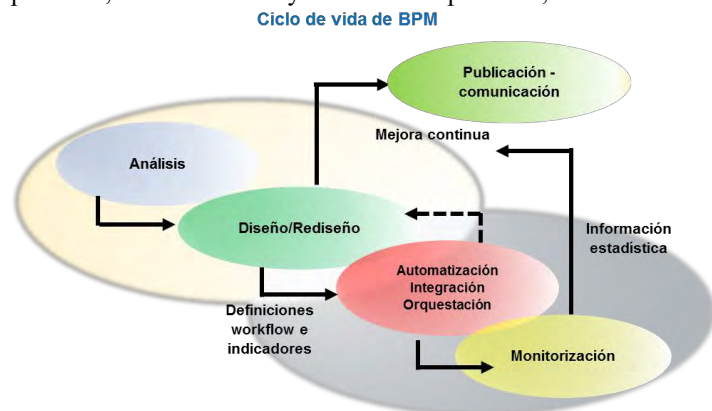 Ciclo de vida de BPM
Publicación -
comunicación
Mejora continua
Análisis
Diseño/Rediseño
Información
estadística
Automatización
Integración
Orquestación
Definiciones
workflow e
indicadores
Monitorización